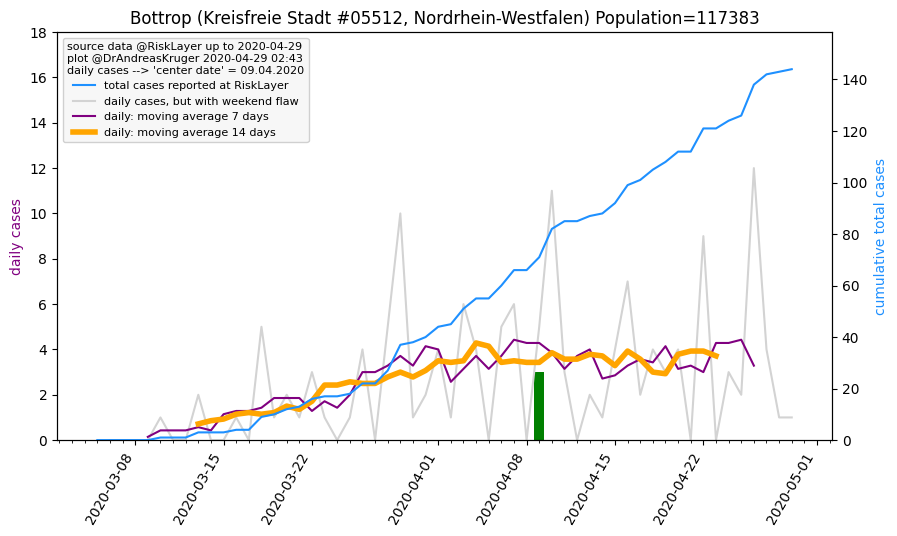 Bottrop (Kreisfreie Stadt #05512, Nordrhein-Westfalen) Population=117383
source data @RiskLayer up to 2020-04-29
plot @DrAndreasKruger 2020-04-29 02:43
daily cases --> 'center date' = 09.04.2020
total cases reported at RiskLayer
daily cases, but with weekend flaw
daily: moving average 7 days
daily: moving average 14 days
daily cases
18
16
14
12
10
8
6
4
2
0
cumulative total cases
140
120
100
80
60
40
20
0
2020-03-08
2020-03-15
2020-03-22
2020-04-01
2020-04-08
2020-04-15
2020-04-22
2020-05-01